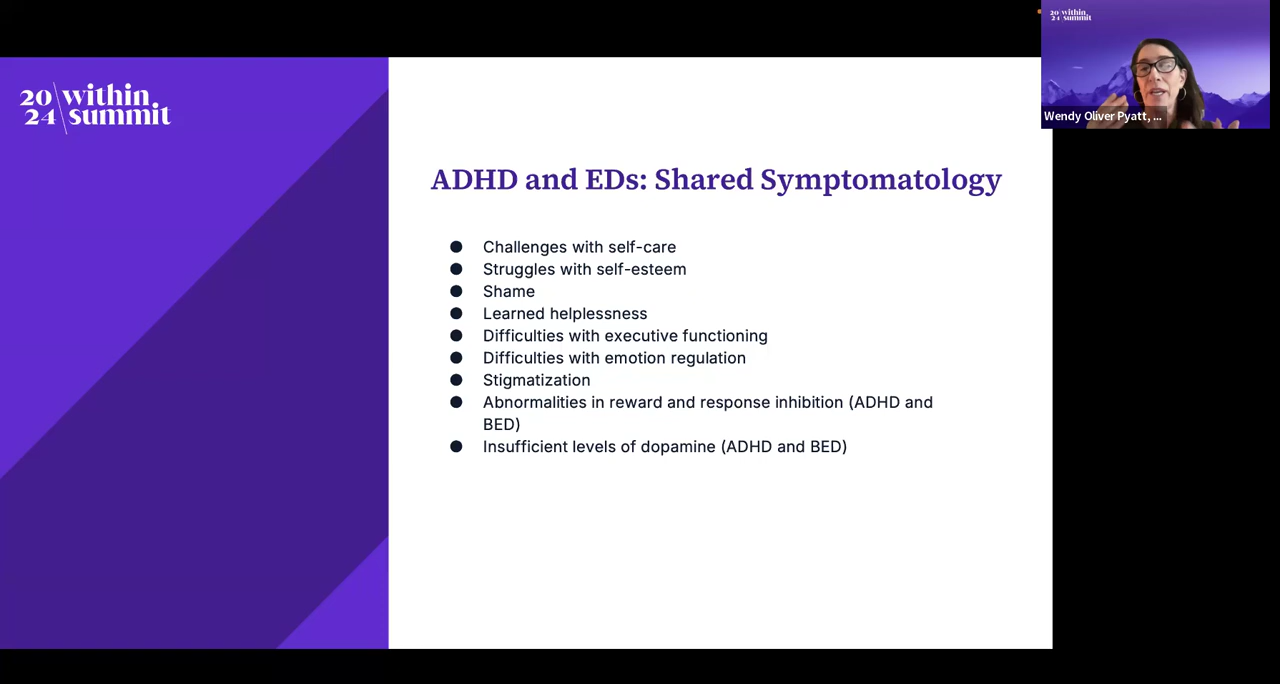 20 within
24 summit
ADHD and EDs: Shared Symptomatology
● Challenges with self-care
● Struggles with self-esteem
● Shame
● Learned helplessness
● Difficulties with executive functioning
● Difficulties with emotion regulation
● Stigmatization
● Abnormalities in reward and response inhibition (ADHD and
BED)
● Insufficient levels of dopamine (ADHD and BED)
20 within
24 summit
Wendy Oliver Pyatt, ...